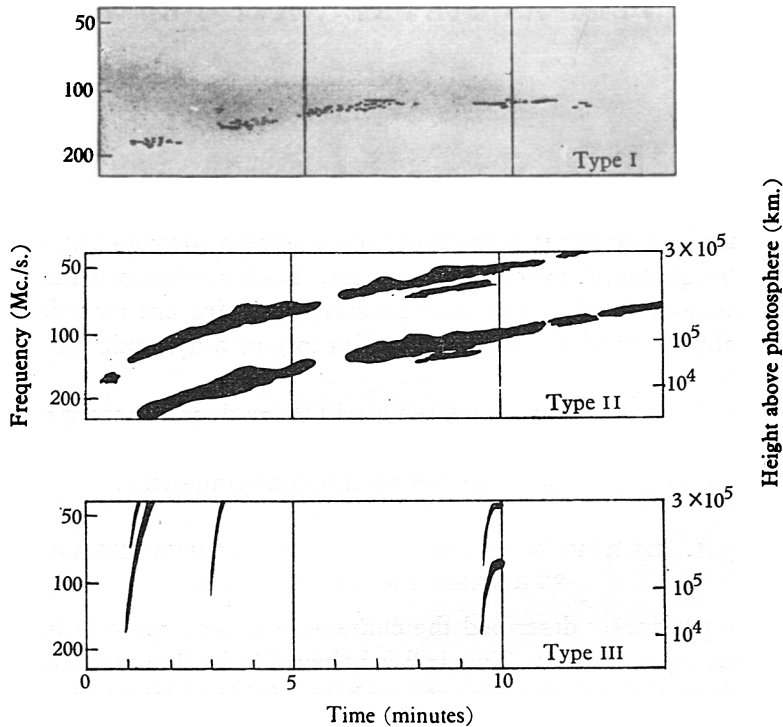 50
100
200
Type I
Frequency (Mc./s.)
50
100
200
Type II
3 × 10⁵
10⁵
10⁴
Height above photosphere (km.)
50
100
200
Type III
3 × 10⁵
10⁵
10⁴
0
5
10
Time (minutes)